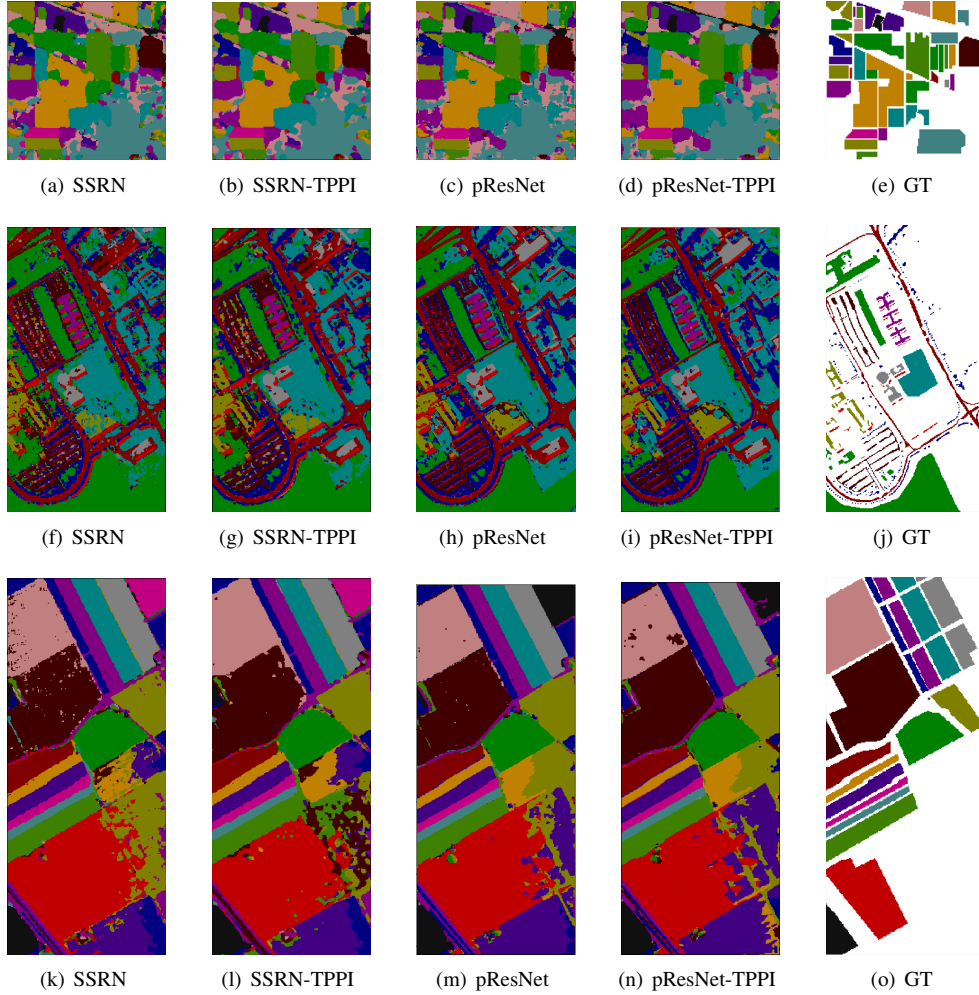 (a) SSRN
(b) SSRN-TPPI
(c) pResNet
(d) pResNet-TPPI
(e) GT
(f) SSRN
(g) SSRN-TPPI
(h) pResNet
(i) pResNet-TPPI
(j) GT
(k) SSRN
(l) SSRN-TPPI
(m) pResNet
(n) pResNet-TPPI
(o) GT